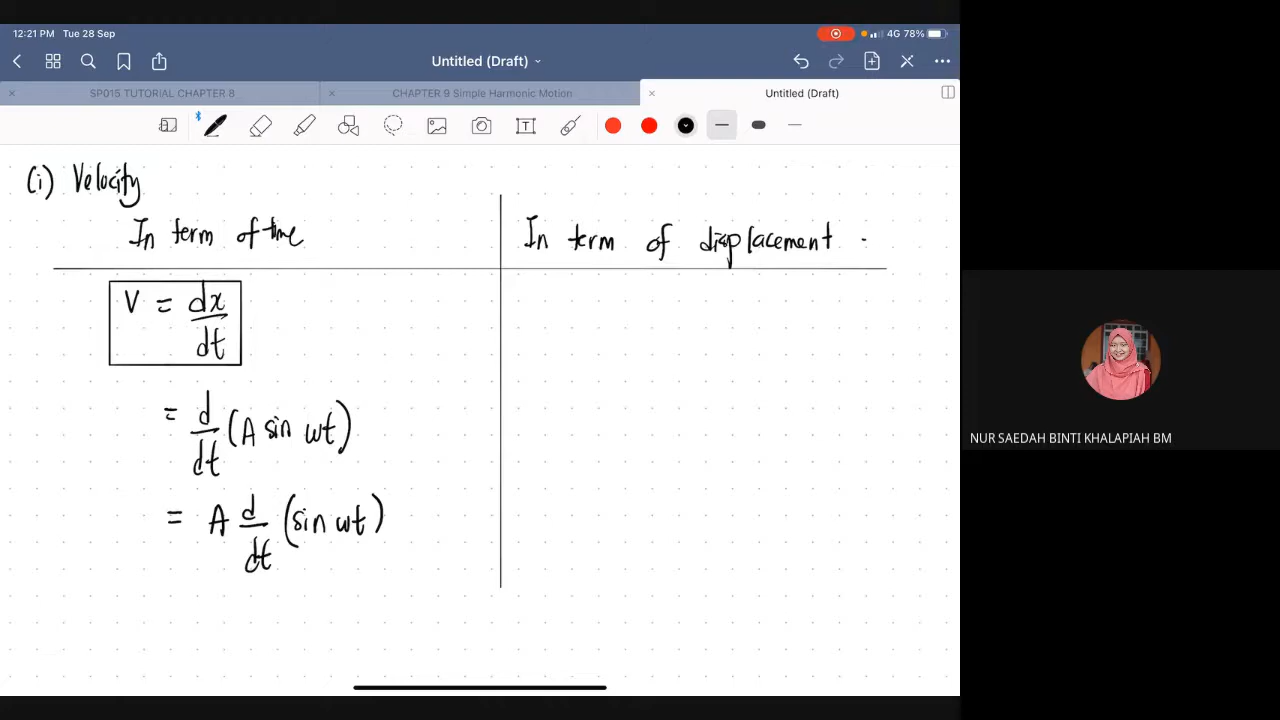 12:21 PM Tue 28 Sep
4G 78%
Untitled (Draft)
SP015 TUTORIAL CHAPTER 8
CHAPTER 9 Simple Harmonic Motion
Untitled (Draft)
(i) Velocity
In term of time
In term of displacement .
V = dx/dt
= d/dt (A sin ωt)
= A d/dt (sin ωt)
NUR SAEDAH BINTI KHALAPIAH BM